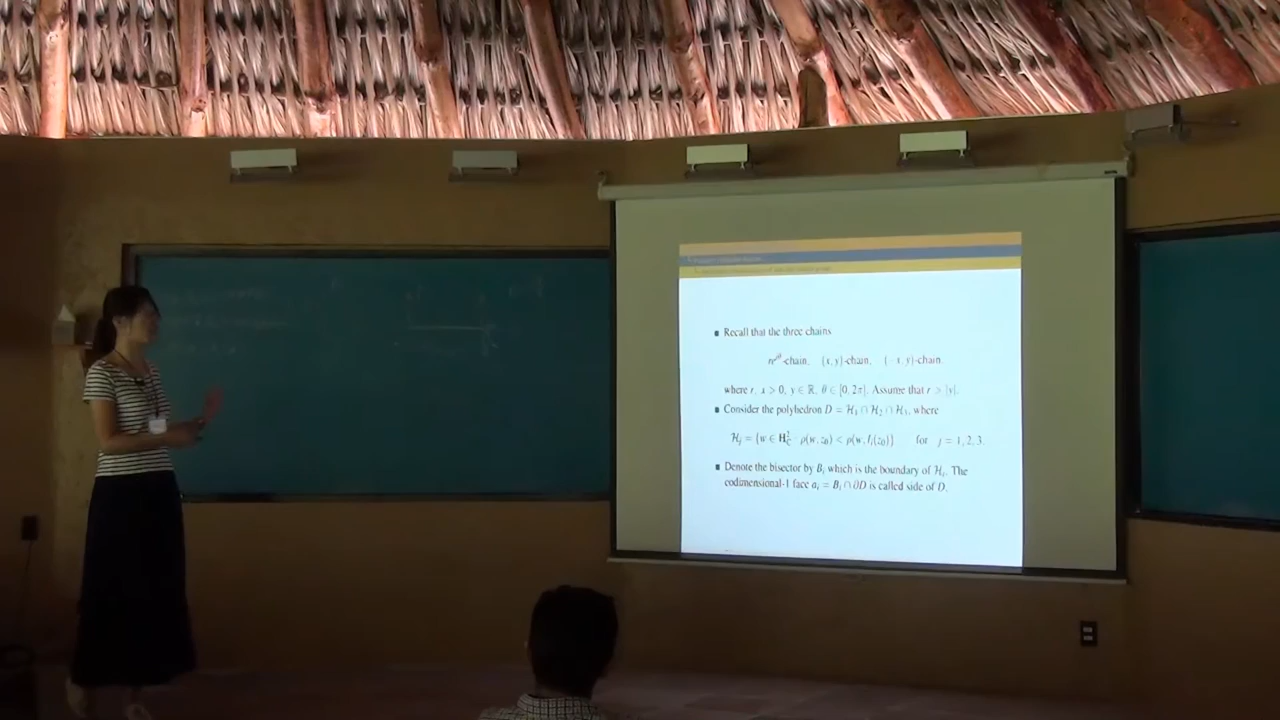 Recall that the three chains
re^{iθ}-chain, (x, y)-chain, (-x, y)-chain
where r, x > 0, y ∈ ℝ, θ ∈ [0, 2π]. Assume that r > |y|.
Consider the polyhedron D = H₁ ∩ H₂ ∩ H₃, where
H_j = {w ∈ H²_ℂ : ρ(w, z₀) < ρ(w, I_j(z₀))} for j = 1, 2, 3.
Denote the bisector by B_i which is the boundary of H_i. The
codimensional-1 face a_i = B_i ∩ ∂D is called side of D.